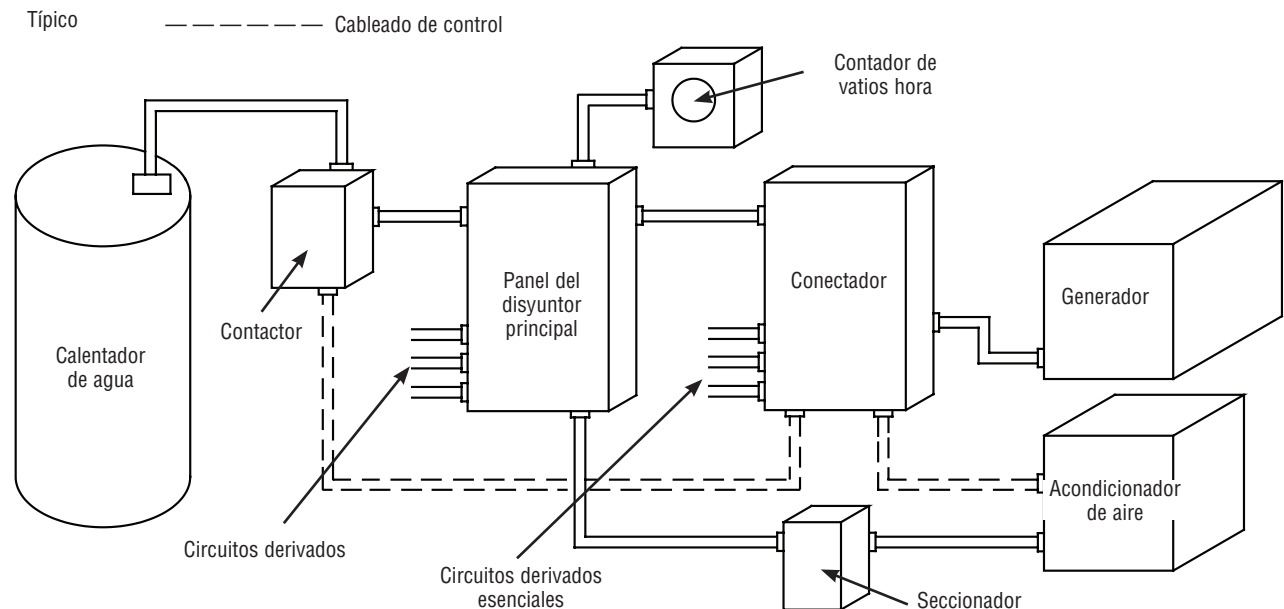 Típico
Cableado de control
Contador de
vatios hora
Panel del
disyuntor
principal
Conectador
Generador
Contactor
Calentador
de agua
Acondicionador
de aire
Circuitos derivados
Circuitos derivados
esenciales
Seccionador